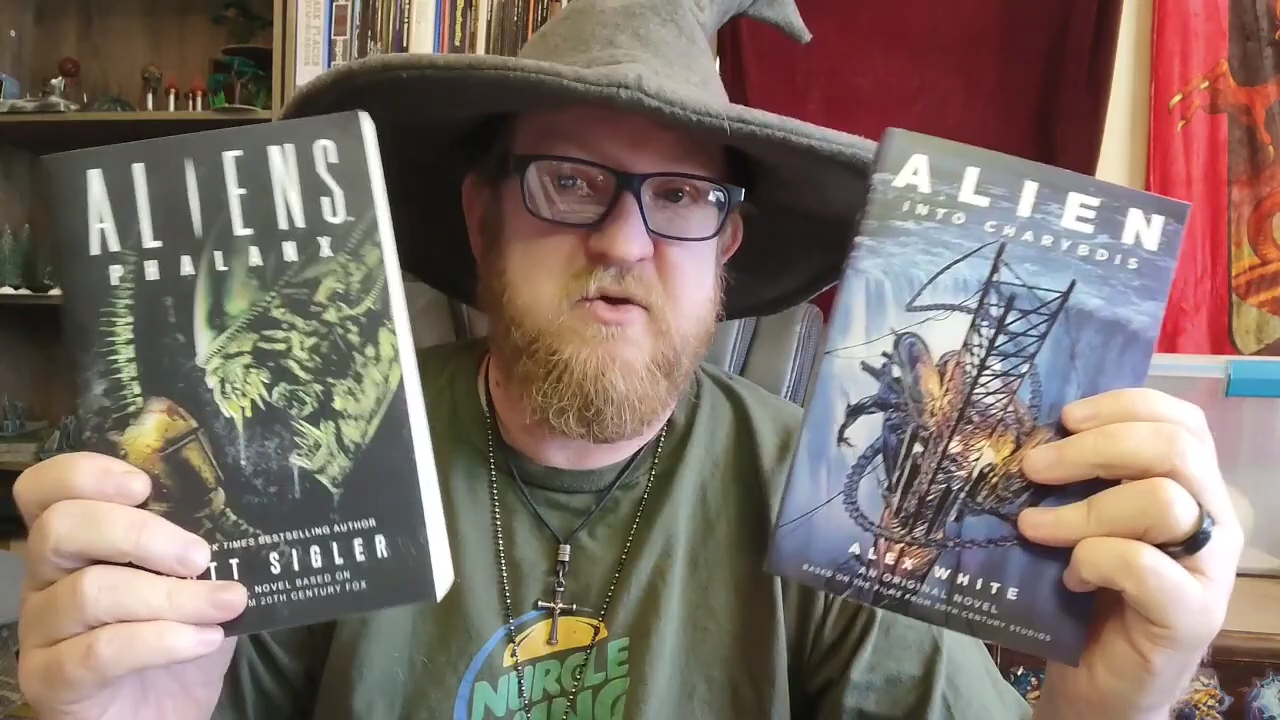 ALIENS
PHALANX
K TIMES BESTSELLING AUTHOR
TT SIGLER
NOVEL BASED ON
M 20TH CENTURY FOX
ALIEN
INTO CHARYBDIS
ALEX WHITE
AN ORIGINAL NOVEL
BASED ON THE FILMS FROM 20TH CENTURY STUDIOS
NURGLE